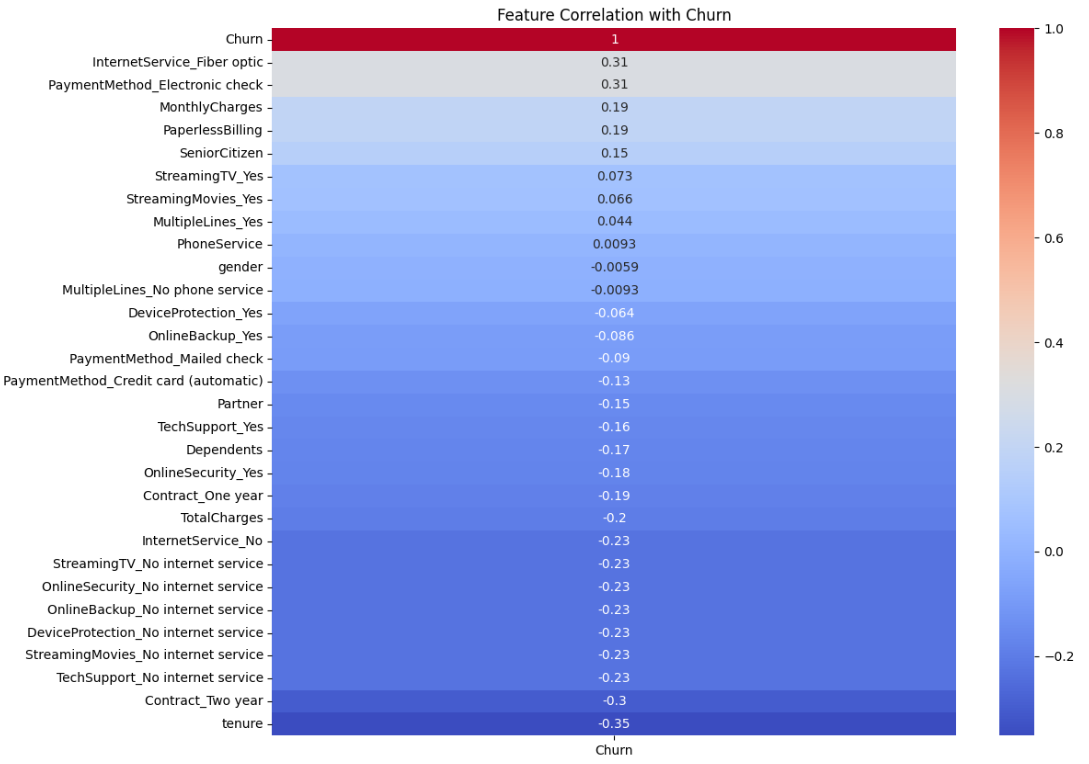 Feature Correlation with Churn
Churn 1
InternetService_Fiber optic 0.31
PaymentMethod_Electronic check 0.31
MonthlyCharges 0.19
PaperlessBilling 0.19
SeniorCitizen 0.15
StreamingTV_Yes 0.073
StreamingMovies_Yes 0.066
MultipleLines_Yes 0.044
PhoneService 0.0093
gender -0.0059
MultipleLines_No phone service -0.0093
DeviceProtection_Yes -0.064
OnlineBackup_Yes -0.086
PaymentMethod_Mailed check -0.09
PaymentMethod_Credit card (automatic) -0.13
Partner -0.15
TechSupport_Yes -0.16
Dependents -0.17
OnlineSecurity_Yes -0.18
Contract_One year -0.19
TotalCharges -0.2
InternetService_No -0.23
StreamingTV_No internet service -0.23
OnlineSecurity_No internet service -0.23
OnlineBackup_No internet service -0.23
DeviceProtection_No internet service -0.23
StreamingMovies_No internet service -0.23
TechSupport_No internet service -0.23
Contract_Two year -0.3
tenure -0.35
Churn
1.0
0.8
0.6
0.4
0.2
0.0
−0.2